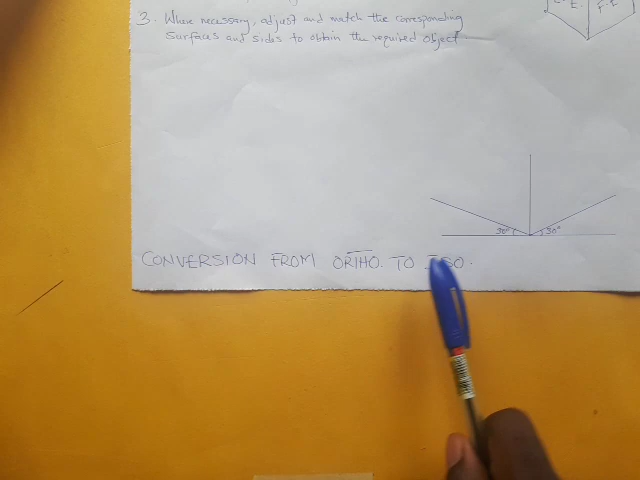 3. Where necessary, adjust and match the corresponding
surfaces and sides to obtain the required object
E. F.E
30° 30°
CONVERSION FROM ORTHO. TO ISO.